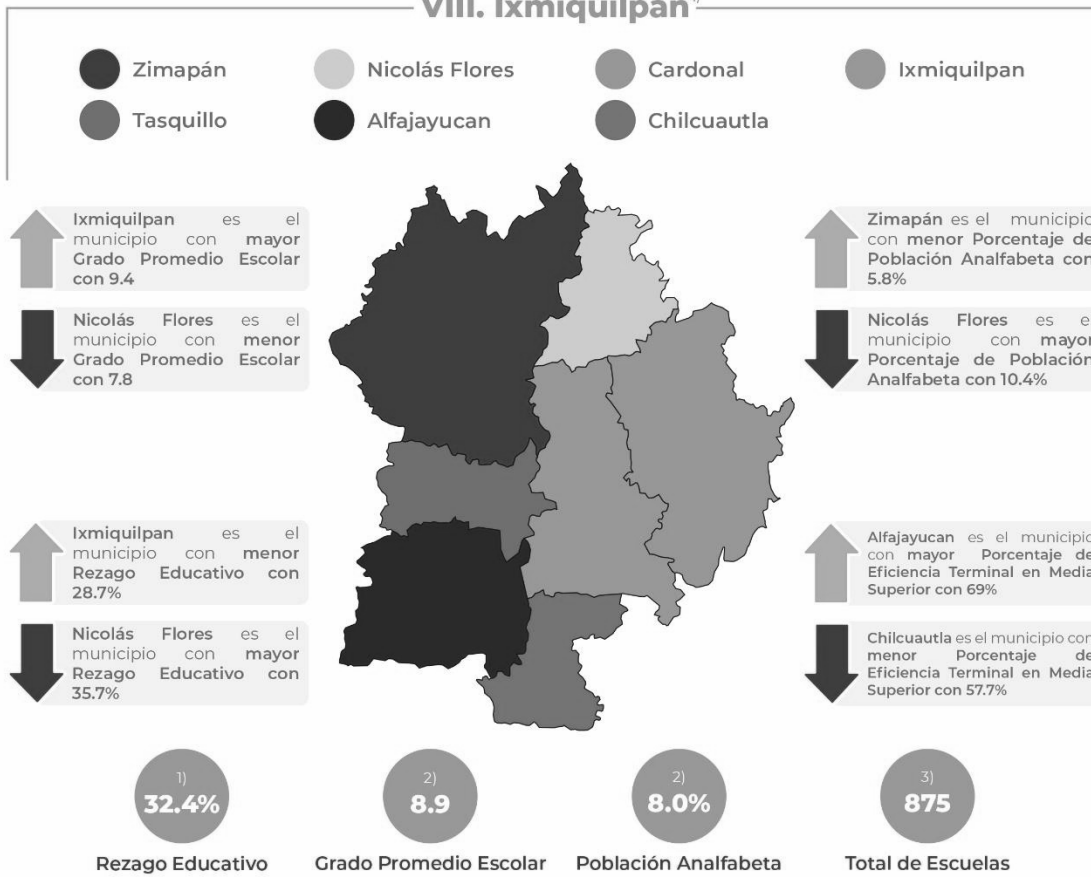 VIII. Ixmiquilpan
Zimapán
Nicolás Flores
Cardonal
Ixmiquilpan
Tasquillo
Alfajayucan
Chilcuautla
Ixmiquilpan es el
municipio con mayor
Grado Promedio Escolar
con 9.4
Nicolás Flores es el
municipio con menor
Grado Promedio Escolar
con 7.8
Zimapán es el municipio
con menor Porcentaje de
Población Analfabeta con
5.8%
Nicolás Flores es el
municipio con mayor
Porcentaje de Población
Analfabeta con 10.4%
Ixmiquilpan es el
municipio con menor
Rezago Educativo con
28.7%
Nicolás Flores es el
municipio con mayor
Rezago Educativo con
35.7%
Alfajayucan es el municipio
con mayor Porcentaje de
Eficiencia Terminal en Media
Superior con 69%
Chilcuautla es el municipio con
menor Porcentaje de
Eficiencia Terminal en Media
Superior con 57.7%
1)
32.4%
Rezago Educativo
2)
8.9
Grado Promedio Escolar
2)
8.0%
Población Analfabeta
3)
875
Total de Escuelas